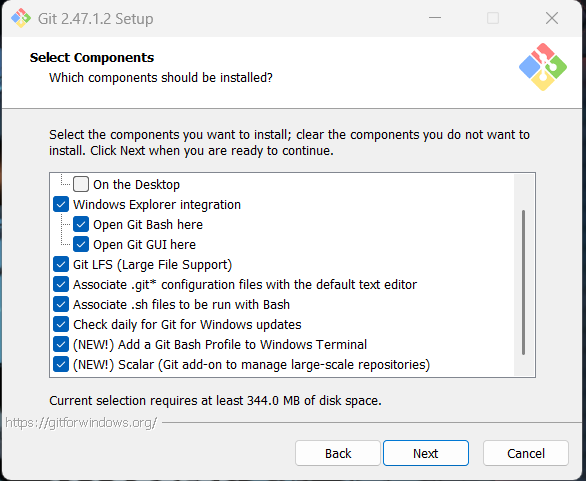 Git 2.47.1.2 Setup
Select Components
Which components should be installed?
Select the components you want to install; clear the components you do not want to
install. Click Next when you are ready to continue.
On the Desktop
Windows Explorer integration
Open Git Bash here
Open Git GUI here
Git LFS (Large File Support)
Associate .git* configuration files with the default text editor
Associate .sh files to be run with Bash
Check daily for Git for Windows updates
(NEW!) Add a Git Bash Profile to Windows Terminal
(NEW!) Scalar (Git add-on to manage large-scale repositories)
Current selection requires at least 344.0 MB of disk space.
https://gitforwindows.org/
Back Next Cancel